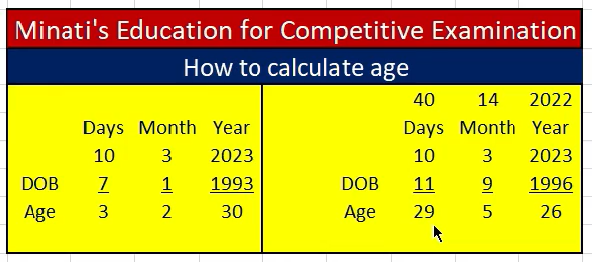 Minati's Education for Competitive Examination
How to calculate age
Days Month Year
10 3 2023
DOB 7 1 1993
Age 3 2 30
40 14 2022
Days Month Year
10 3 2023
DOB 11 9 1996
Age 29 5 26